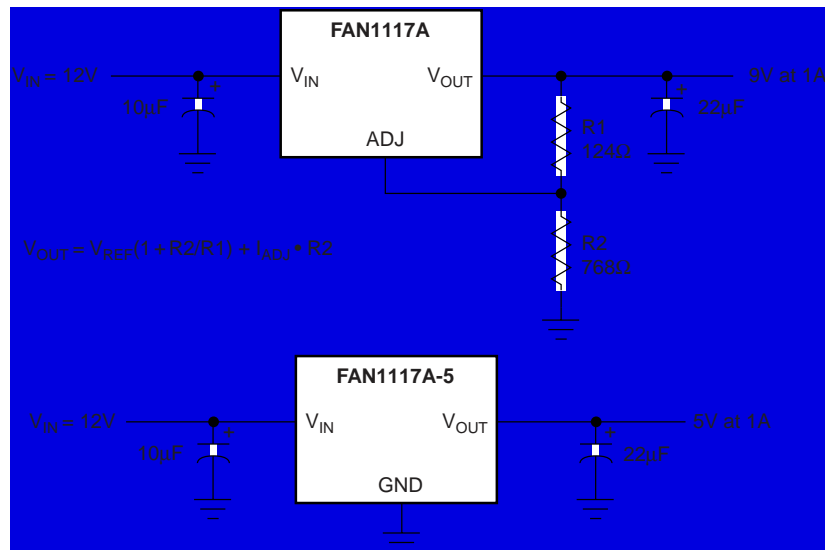 FAN1117A
VIN = 12V
VIN
VOUT
9V at 1A
10μF
+
+
22μF
ADJ
R1
124Ω
VOUT = VREF(1 + R2/R1) + IADJ • R2
R2
768Ω
FAN1117A-5
VIN = 12V
VIN
VOUT
5V at 1A
10μF
+
+
22μF
GND